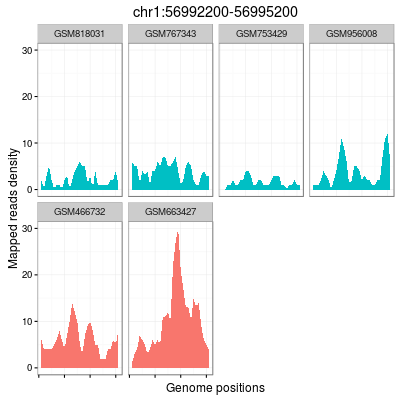 chr1:56992200-56995200
GSM818031 GSM767343 GSM753429 GSM956008
30
20
10
0
GSM466732 GSM663427
30
20
10
0
Mapped reads density
Genome positions